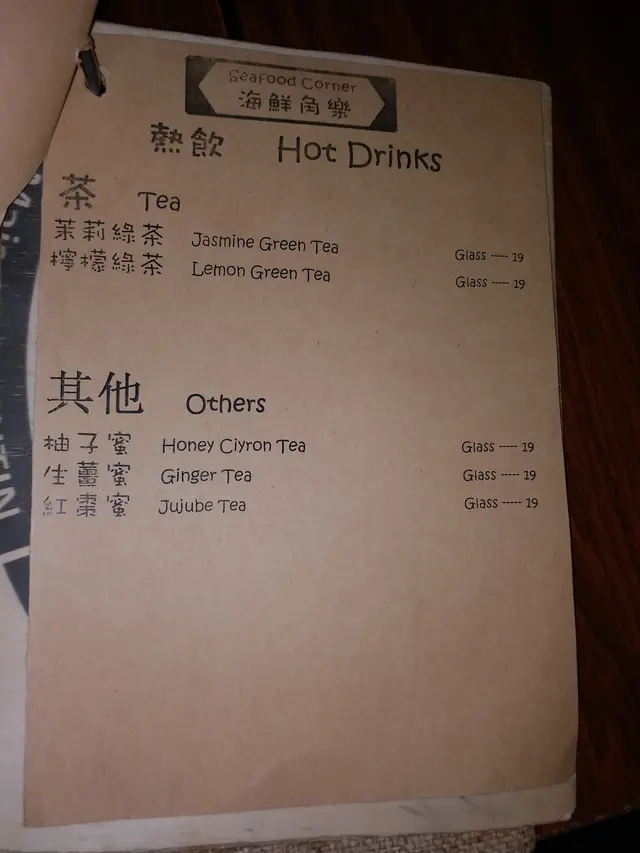 Seafood Corner
海鮮角樂
熱飲 Hot Drinks
茶 Tea
茉莉綠茶 Jasmine Green Tea Glass ----- 19
檸檬綠茶 Lemon Green Tea Glass ----- 19
其他 Others
柚子蜜 Honey Ciyron Tea Glass ----- 19
生薑蜜 Ginger Tea Glass ----- 19
紅棗蜜 Jujube Tea Glass ----- 19